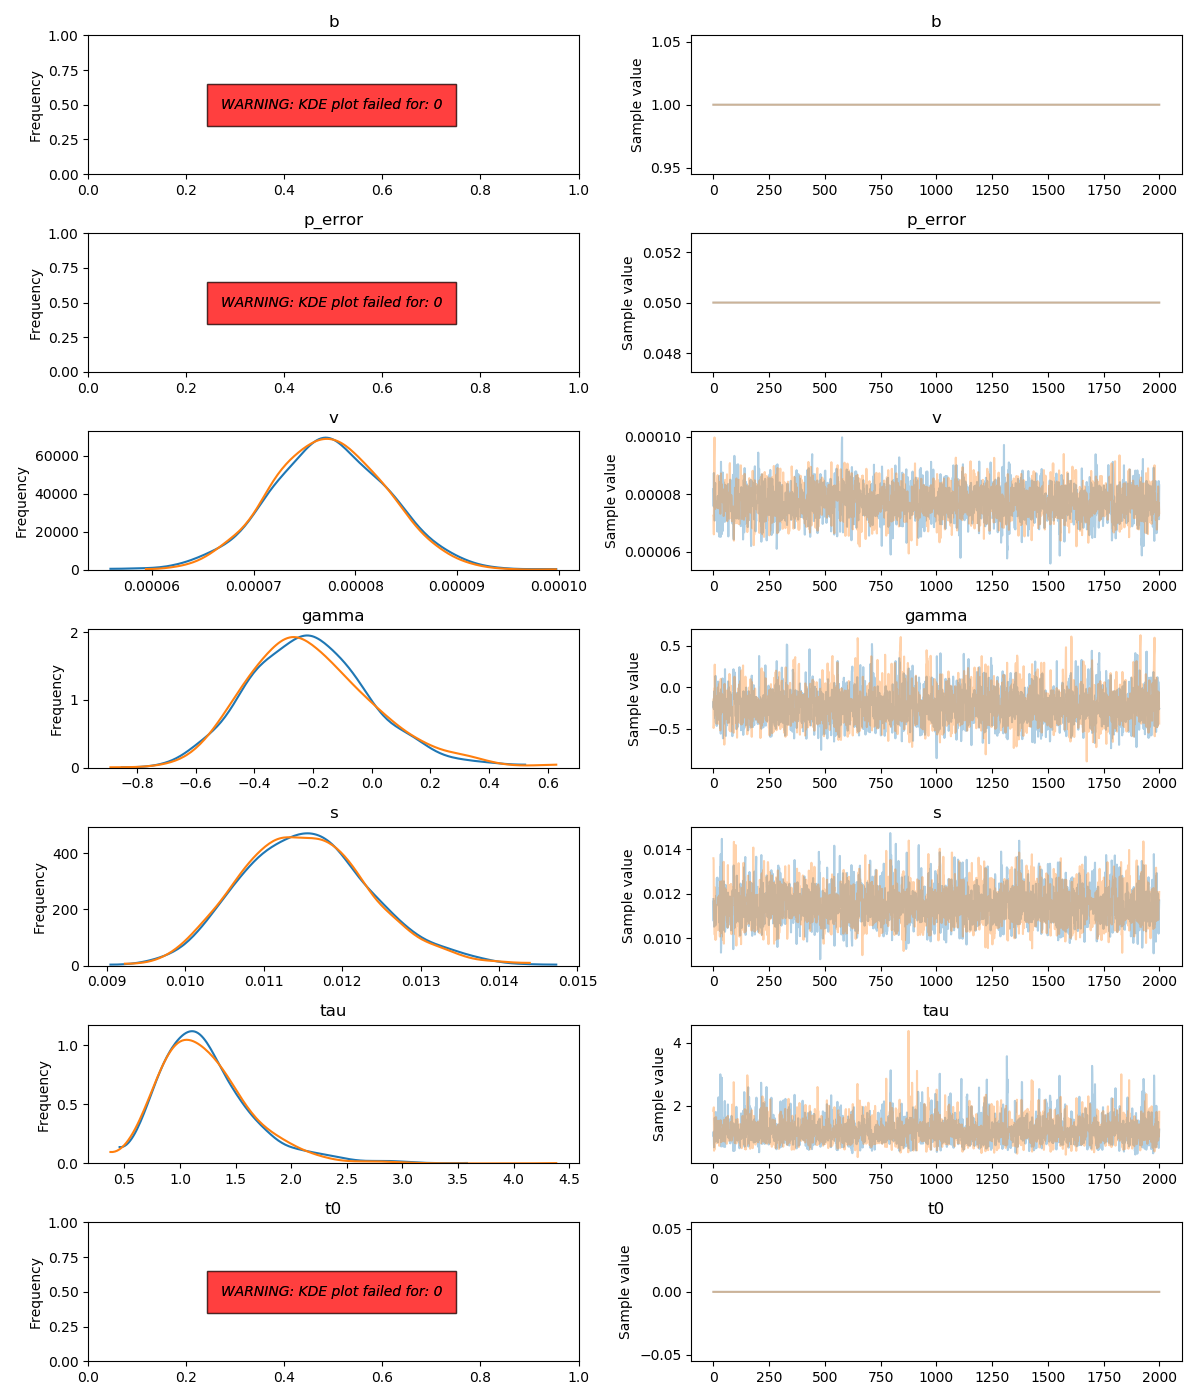 b
1.00
0.75
0.50
0.25
0.00
Frequency
WARNING: KDE plot failed for: 0
0.0 0.2 0.4 0.6 0.8 1.0
b
1.05
1.00
0.95
Sample value
0 250 500 750 1000 1250 1500 1750 2000
p_error
1.00
0.75
0.50
0.25
0.00
Frequency
WARNING: KDE plot failed for: 0
0.0 0.2 0.4 0.6 0.8 1.0
p_error
0.052
0.050
0.048
Sample value
0 250 500 750 1000 1250 1500 1750 2000
v
60000
40000
20000
0
Frequency
0.00006 0.00007 0.00008 0.00009 0.00010
v
0.00010
0.00008
0.00006
Sample value
0 250 500 750 1000 1250 1500 1750 2000
gamma
2
1
0
Frequency
−0.8 −0.6 −0.4 −0.2 0.0 0.2 0.4 0.6
gamma
0.5
0.0
−0.5
Sample value
0 250 500 750 1000 1250 1500 1750 2000
s
400
200
0
Frequency
0.009 0.010 0.011 0.012 0.013 0.014 0.015
s
0.014
0.012
0.010
Sample value
0 250 500 750 1000 1250 1500 1750 2000
tau
1.0
0.5
0.0
Frequency
0.5 1.0 1.5 2.0 2.5 3.0 3.5 4.0 4.5
tau
4
2
Sample value
0 250 500 750 1000 1250 1500 1750 2000
t0
1.00
0.75
0.50
0.25
0.00
Frequency
WARNING: KDE plot failed for: 0
0.0 0.2 0.4 0.6 0.8 1.0
t0
0.05
0.00
−0.05
Sample value
0 250 500 750 1000 1250 1500 1750 2000